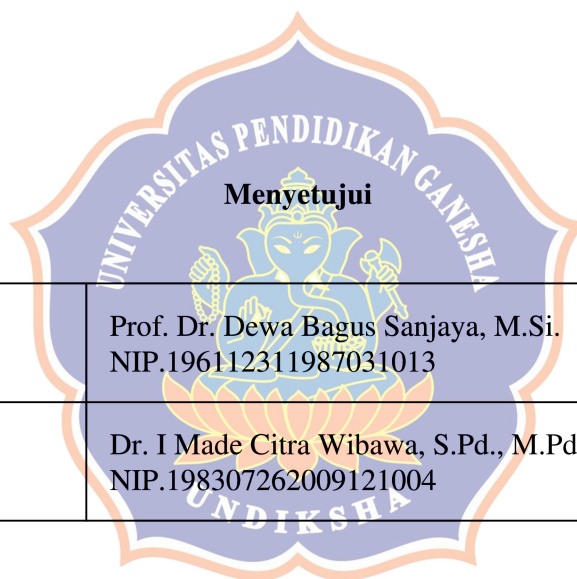 UNIVERSITAS PENDIDIKAN GANESHA
Menyetujui
Prof. Dr. Dewa Bagus Sanjaya, M.Si.
NIP.196112311987031013
Dr. I Made Citra Wibawa, S.Pd., M.Pd
NIP.198307262009121004
UNDIKSHA